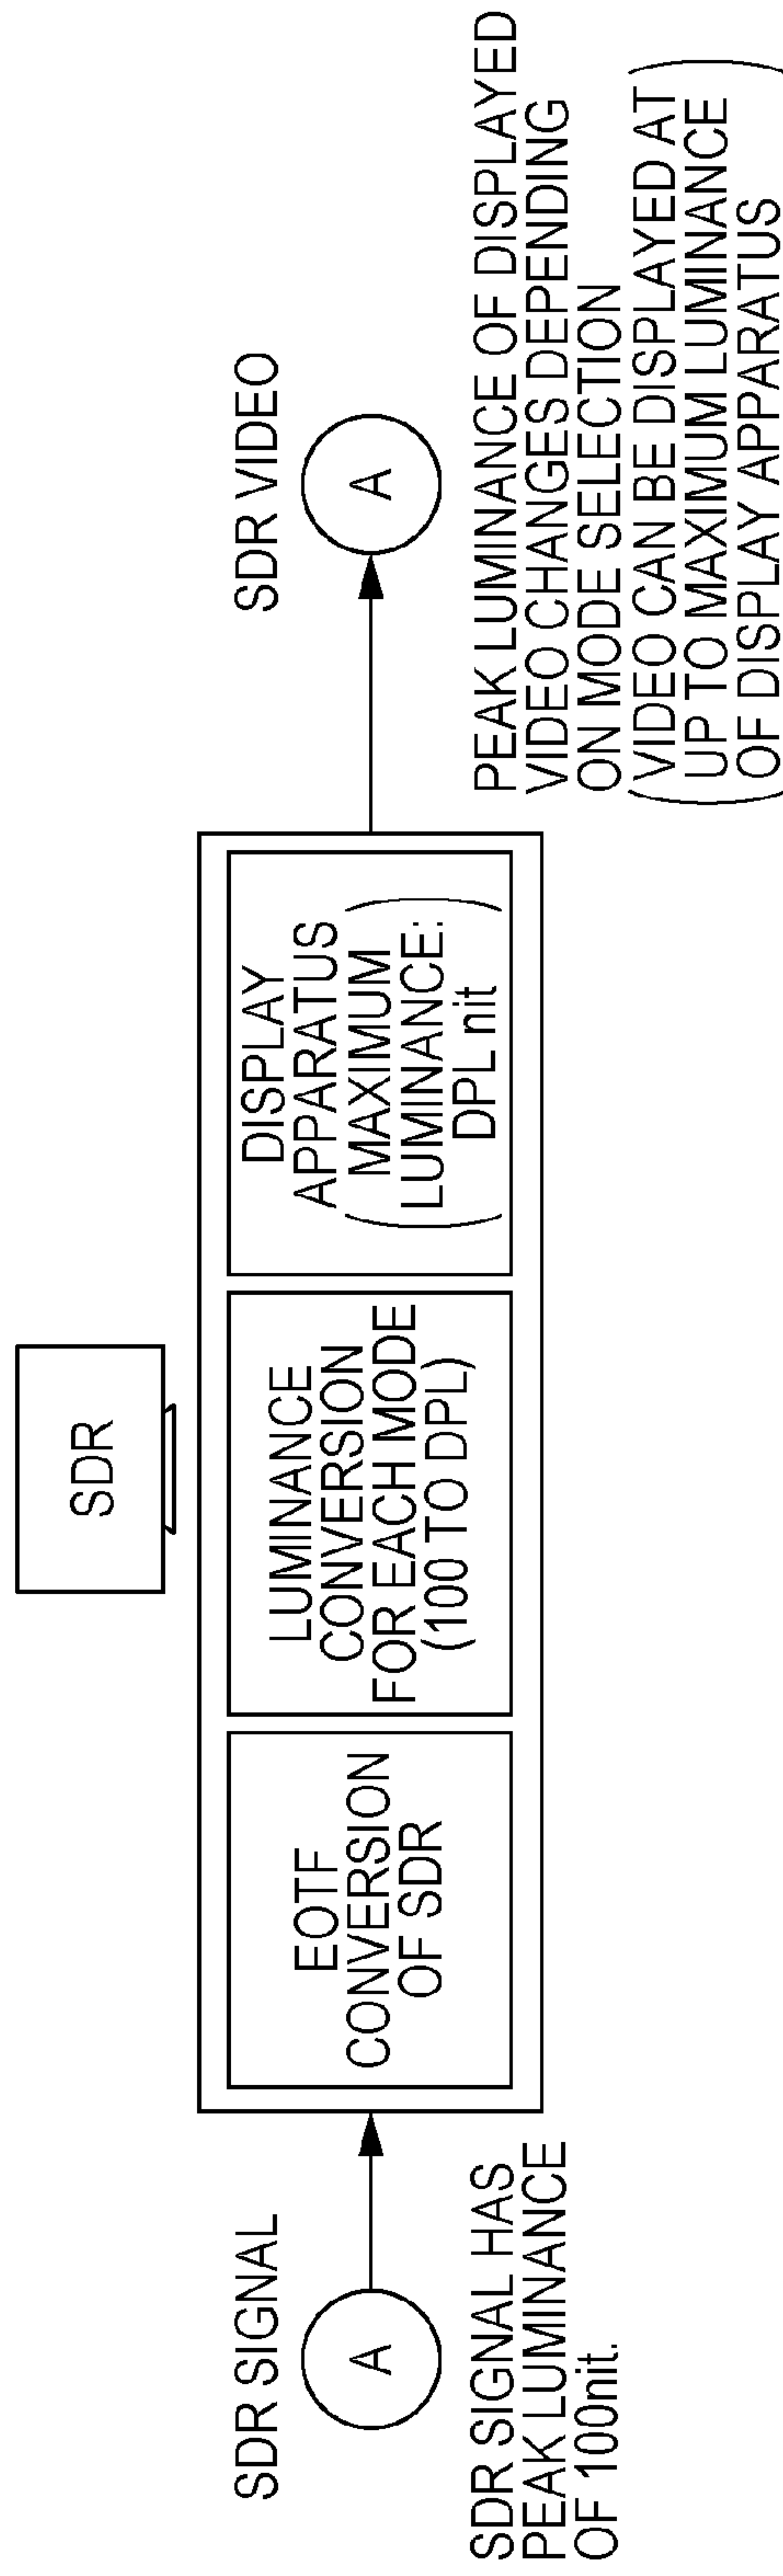 SDR
SDR SIGNAL
A
SDR SIGNAL HAS
PEAK LUMINANCE
OF 100nit.
EOTF
CONVERSION
OF SDR
LUMINANCE
CONVERSION
FOR EACH MODE
(100 TO DPL)
DISPLAY
APPARATUS
(MAXIMUM
LUMINANCE:
DPL nit)
SDR VIDEO
A
PEAK LUMINANCE OF DISPLAYED
VIDEO CHANGES DEPENDING
ON MODE SELECTION
(VIDEO CAN BE DISPLAYED AT
UP TO MAXIMUM LUMINANCE
OF DISPLAY APPARATUS)